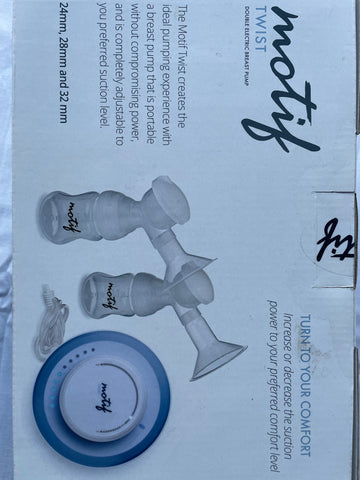 motif
TWIST
DOUBLE ELECTRIC BREAST PUMP
The Motif Twist creates the
ideal pumping experience with
a breast pump that is portable
without compromising power,
and is completely adjustable to
you preferred suction level.
24mm, 28mm and 32 mm
tif
TURN TO YOUR COMFORT
Increase or decrease the suction
power to your preferred comfort level
motif
motif
motif